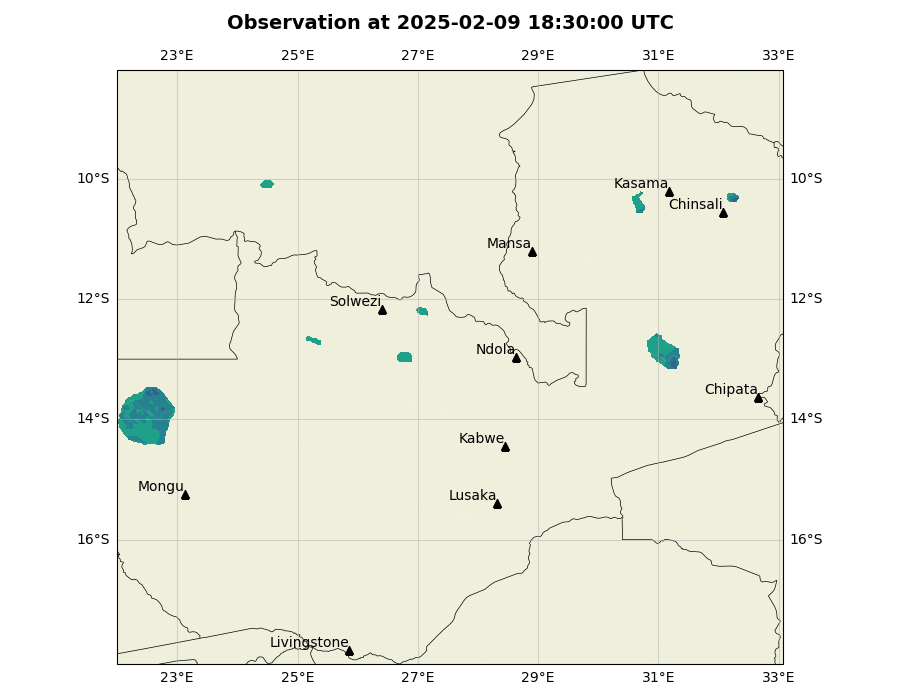 Observation at 2025-02-09 18:30:00 UTC
23°E 25°E 27°E 29°E 31°E 33°E
10°S 10°S
Kasama
Chinsali
Mansa
12°S 12°S
Solwezi
Ndola
Chipata
14°S 14°S
Kabwe
Mongu
Lusaka
16°S 16°S
Livingstone
23°E 25°E 27°E 29°E 31°E 33°E